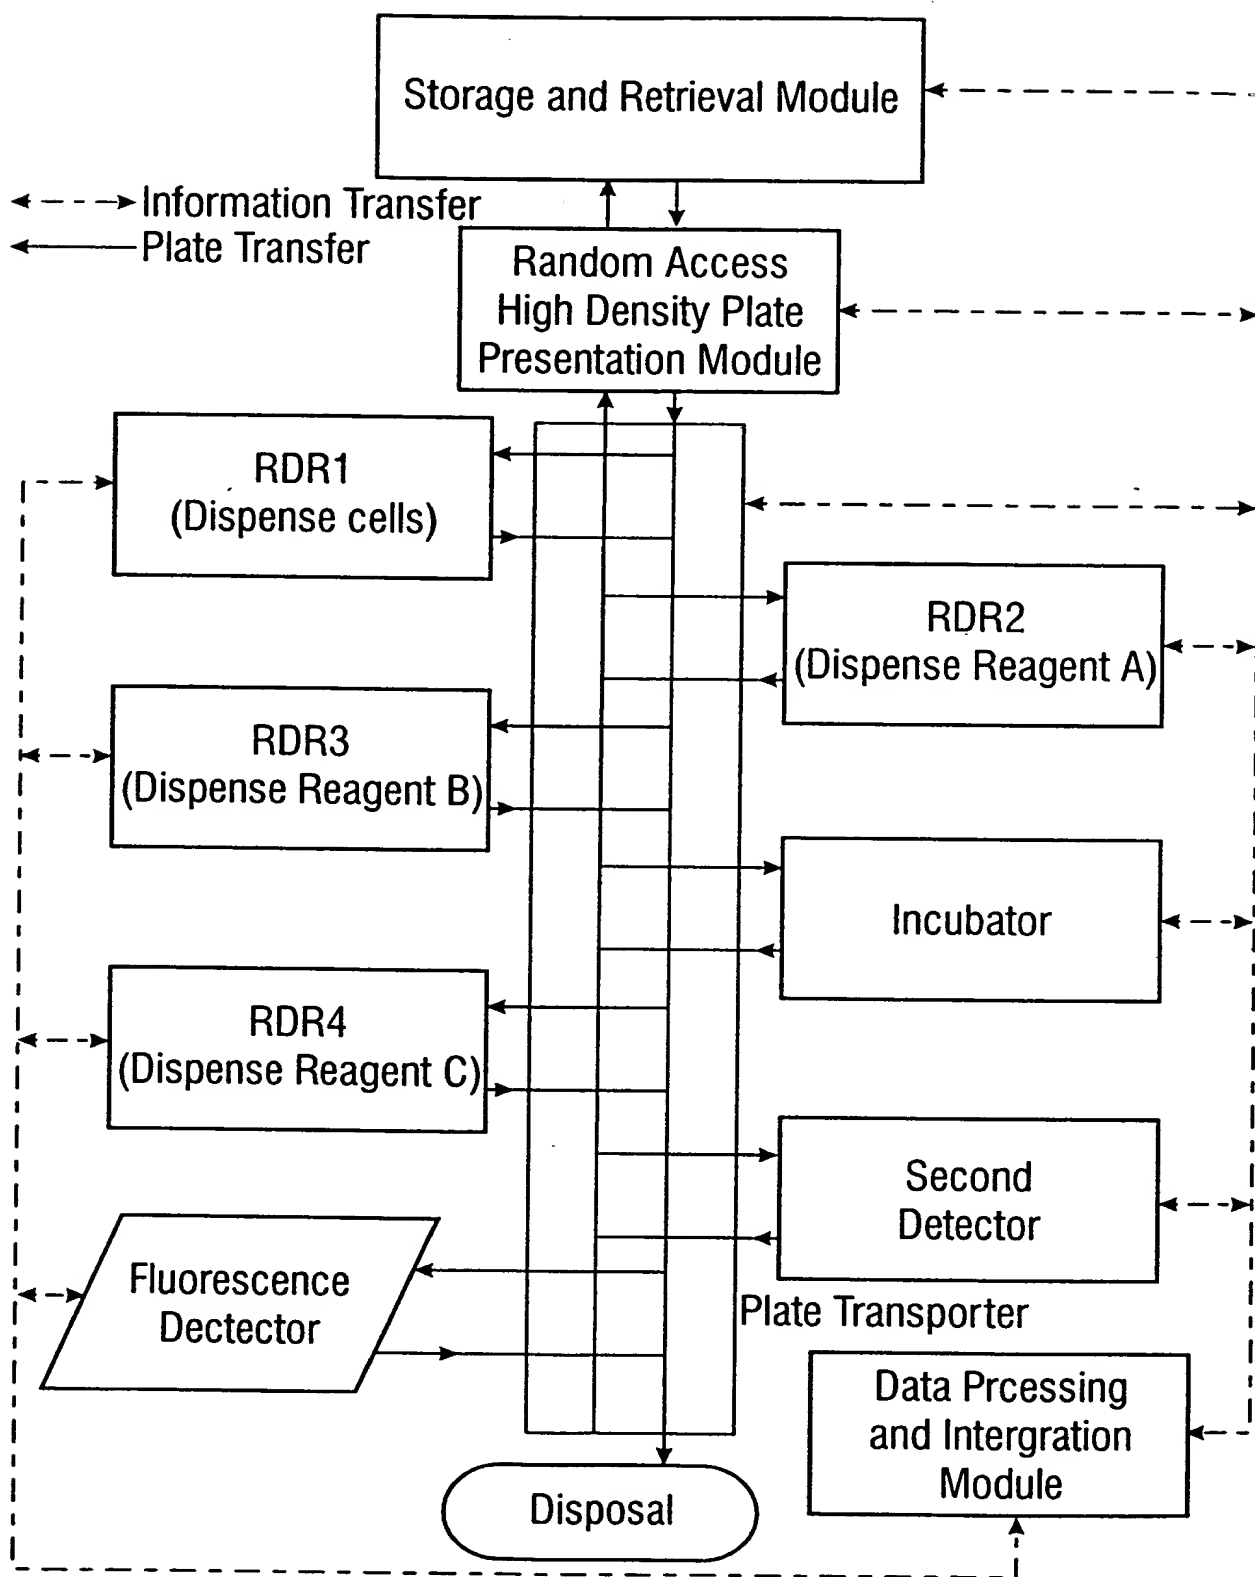 Storage and Retrieval Module
Information Transfer
Plate Transfer
Random Access
High Density Plate
Presentation Module
RDR1
(Dispense cells)
RDR2
(Dispense Reagent A)
RDR3
(Dispense Reagent B)
Incubator
RDR4
(Dispense Reagent C)
Second
Detector
Fluorescence
Dectector
Plate Transporter
Data Prcessing
and Intergration
Module
Disposal